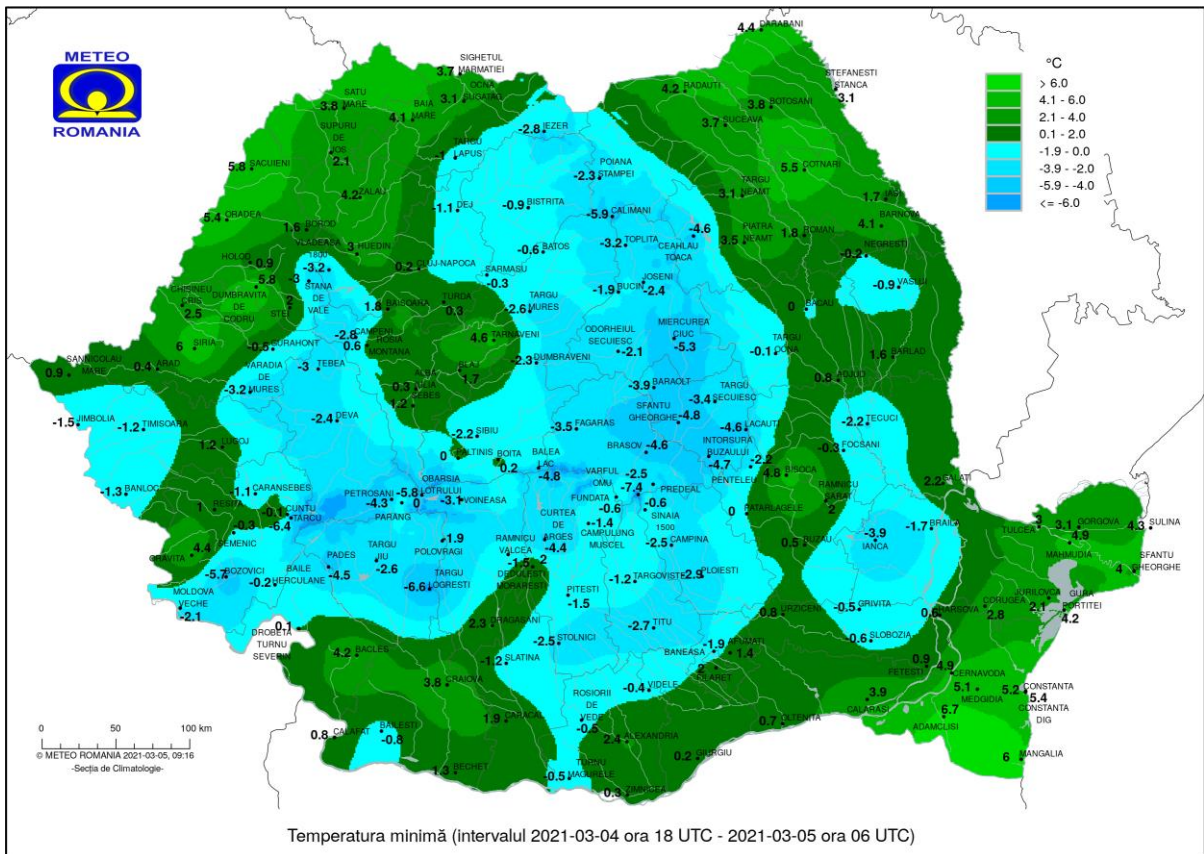 METEO
ROMANIA
°C
> 6.0
4.1 - 6.0
2.1 - 4.0
0.1 - 2.0
-1.9 - 0.0
-3.9 - -2.0
-5.9 - -4.0
<= -6.0
4.4 DARABANI
SIGHETUL
3.7 MARMATIEI
OCNA
3.1 SUGATAG
STEFANESTI
STANCA
3.1
4.2 RADAUTI
SATU
3.8 MARE
BAIA
4.1 MARE
3.8 BOTOSANI
3.7 SUCEAVA
-2.8 IEZER
SUPURU
DE
JOS
2.1
TARGU
-1 LAPUS
POIANA
-2.3 STAMPEI
5.5 COTNARI
5.8 SACUIENI
4.2 ZALAU
TARGU
3.1 NEAMT
1.7 IASI
-1.1 DEJ
-0.9 BISTRITA
-5.9 CALIMANI
5.4 ORADEA
1.6 BOROD
BARNOVA
4.1
-4.6
CEAHLAU
TOACA
PIATRA
3.5 NEAMT
1.8 ROMAN
VLADEASA
1800
-3.2
3 HUEDIN
-0.6 BATOS
-3.2 TOPLITA
NEGRESTI
-0.2
HOLOD
-0.9
0.2 CLUJ-NAPOCA
SARMASU
-0.3
JOSENI
-2.4
-1.9 BUCIN
VASLUI
-0.9
5.8
DUMBRAVITA
DE
CODRU
-3
STANA
DE
VALE
CHISINEU
CRIS
2.5
2
STEI
1.8 BAISOARA
TURDA
0.3
TARGU
-2.6 MURES
0
BACAU
6 SIRIA
-0.5 GURAHONT
-2.8 CAMPENI
0.6 ROSIA
MONTANA
4.6 TARNAVENI
ODORHEIUL
SECUIESC
-2.1
MIERCUREA
CIUC
-5.3
TARGU
-0.1 OCNA
1.6 BARLAD
SANNICOLAU
0.9 MARE
0.4 ARAD
VARADIA
DE
-3.2 MURES
-3 TEBEA
BLAJ
1.7
-2.3 DUMBRAVENI
0.8 ADJUD
ALBA
0.3 IULIA
SEBES
1.2
-3.9 BARAOLT
TARGU
-3.4 SECUIESC
-1.5 JIMBOLIA
-1.2 TIMISOARA
-2.4 DEVA
-3.5 FAGARAS
SFANTU
GHEORGHE -4.8
-4.6 LACAUTI
-2.2 TECUCI
1.2 LUGOJ
-2.2 SIBIU
PALTINIS
0
BOITA
0.2
BALEA
LAC
-4.8
BRASOV -4.6
INTORSURA
BUZAULUI
-4.7
-2.2
PENTELEU
-0.3 FOCSANI
-1.3 BANLOC
-1.1 CARANSEBES
PETROSANI
-4.3
PARANG
-5.8
OBARSIA
LOTRULUI
0
-3.1 VOINEASA
VARFUL
OMU
-2.5
-7.4
PREDEAL
FUNDATA
-0.6
-0.6
SINAIA
1500
4.8 BISOCA
RAMNICU
SARAT
2
2.2 GALATI
1
RESITA
-0.1 CUNTU
TARCU
-6.4
-0.3
SEMENIC
CURTEA
DE
ARGES
-4.4
-1.4
CAMPULUNG
MUSCEL
-2.5 CAMPINA
0 PATARLAGELE
0.5 BUZAU
-3.9
IANCA
-1.7 BRAILA
3
TULCEA
3.1 GORGOVA
4.9
MAHMUDIA
4.3 SULINA
4.4
ORAVITA
-5.7 BOZOVICI
-0.2 BAILE
HERCULANE
PADES
-4.5
TARGU
JIU
-2.6
-1.9
POLOVRAGI
RAMNICU
VALCEA
-1.5
2
DEDULESTI
MORARESTI
SFANTU
4 GHEORGHE
MOLDOVA
VECHE
-2.1
TARGU
-6.6 LOGRESTI
-1.2 TARGOVISTE
-2.9 PLOIESTI
PITESTI
-1.5
-0.5 GRIVITA
0.6 HARSOVA
CORUGEA
2.8
JURILOVCA
2.1
GURA
PORTITEI
4.2
0.1
DROBETA
TURNU
SEVERIN
2.3 DRAGASANI
-2.7 TITU
0.8 URZICENI
-0.6 SLOBOZIA
4.2 BACLES
-1.2 SLATINA
-2.5 STOLNICI
-1.9 AFUMATI
BANEASA 1.4
2
FILARET
0.9
FETESTI
4.9
CERNAVODA
3.8 CRAIOVA
ROSIORII
DE
VEDE
-0.5
-0.4 VIDELE
3.9
CALARASI
5.1
MEDGIDIA
5.2 CONSTANTA
5.4
CONSTANTA
DIG
6.7
ADAMCLISI
1.9 CARACAL
0.7 OLTENITA
0.8 CALAFAT
BAILESTI
-0.8
2.4 ALEXANDRIA
0.2 GIURGIU
6 MANGALIA
1.3 BECHET
TURNU
-0.5 MAGURELE
0.3 ZIMNICEA
0 50 100 km
© METEO ROMANIA 2021-03-05, 09:16
-Secția de Climatologie-
Temperatura minimă (intervalul 2021-03-04 ora 18 UTC - 2021-03-05 ora 06 UTC)